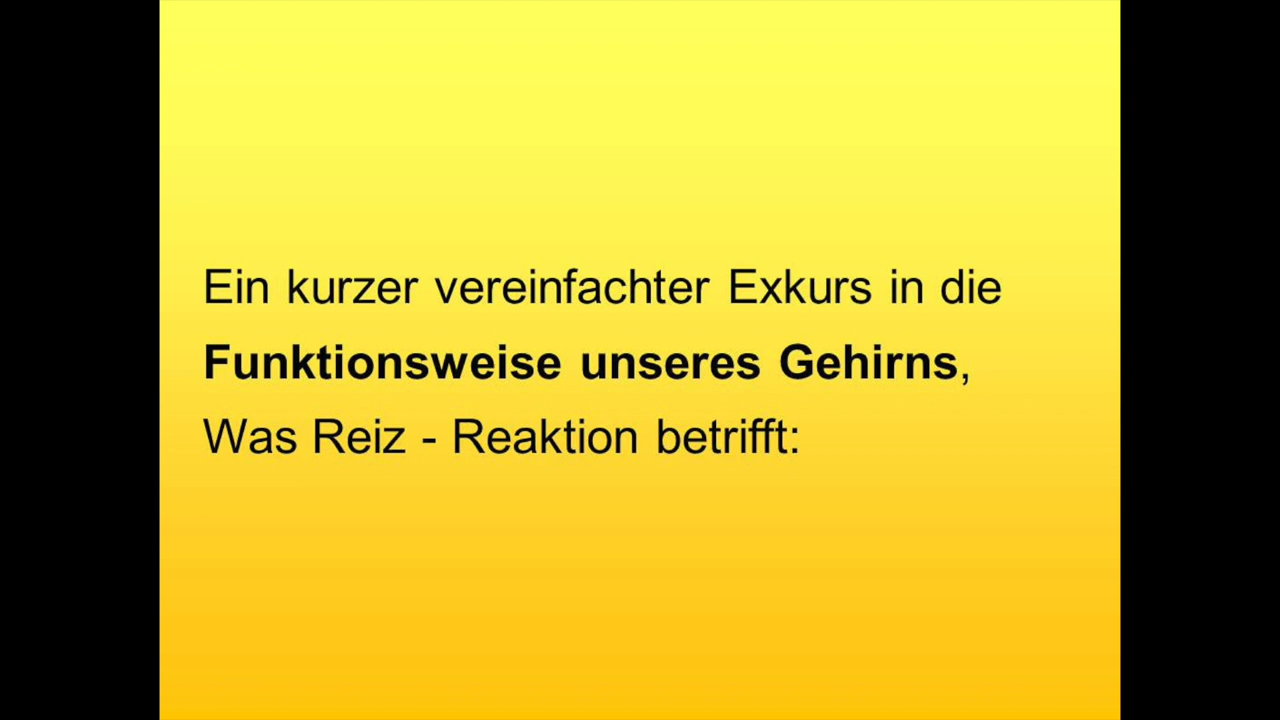 Ein kurzer vereinfachter Exkurs in die
Funktionsweise unseres Gehirns,
Was Reiz - Reaktion betrifft: